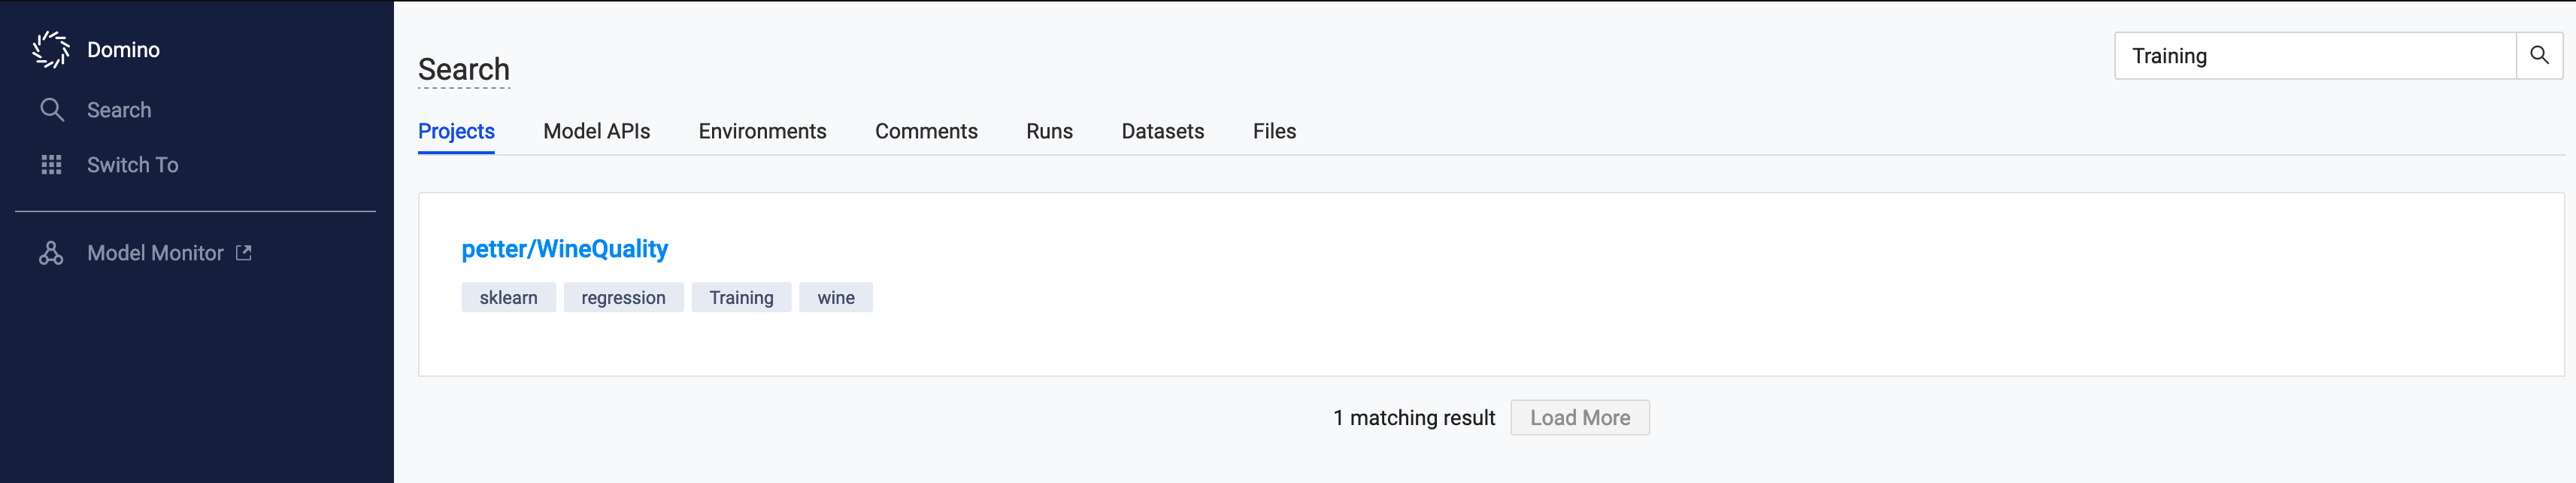 Domino
Search
Switch To
Model Monitor
Search
Training
Projects Model APIs Environments Comments Runs Datasets Files
petter/WineQuality
sklearn regression Training wine
1 matching result Load More